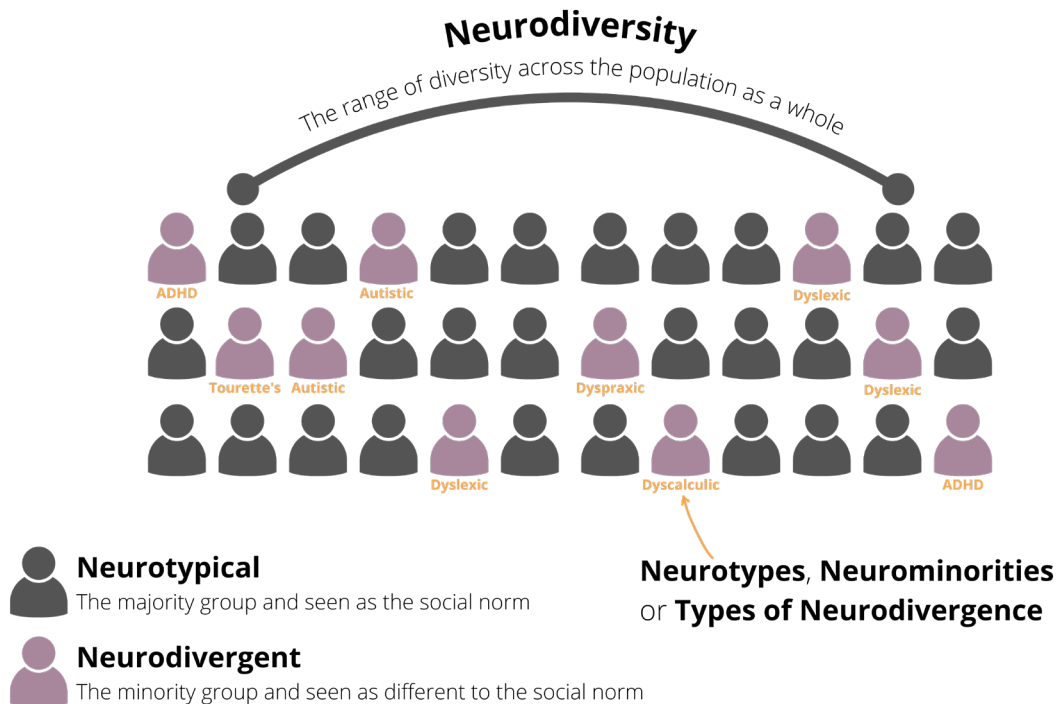 Neurodiversity
The range of diversity across the population as a whole
ADHD
Autistic
Dyslexic
Tourette's
Autistic
Dyspraxic
Dyslexic
Dyslexic
Dyscalculic
ADHD
Neurotypical
The majority group and seen as the social norm
Neurotypes, Neurominorities
or Types of Neurodivergence
Neurodivergent
The minority group and seen as different to the social norm